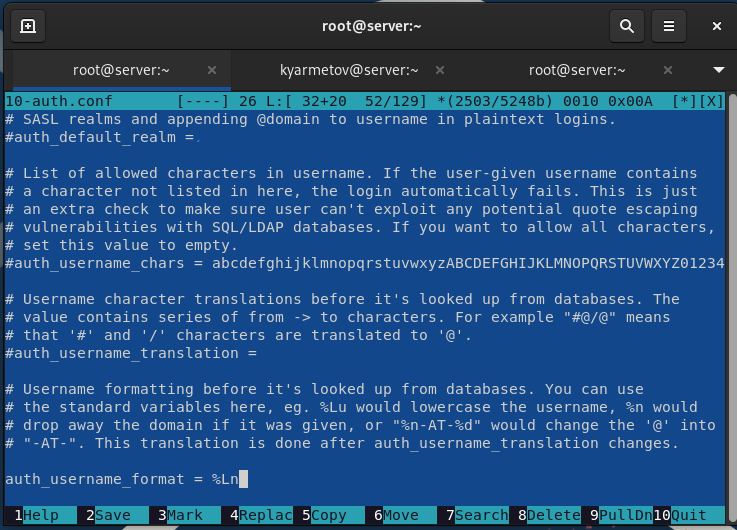 root@server:~
root@server:~ × kyarmetov@server:~ × root@server:~ ×
10-auth.conf [----] 26 L:[ 32+20 52/129] *(2503/5248b) 0010 0x00A [*][X]
# SASL realms and appending @domain to username in plaintext logins.
#auth_default_realm =.
# List of allowed characters in username. If the user-given username contains
# a character not listed in here, the login automatically fails. This is just
# an extra check to make sure user can't exploit any potential quote escaping
# vulnerabilities with SQL/LDAP databases. If you want to allow all characters,
# set this value to empty.
#auth_username_chars = abcdefghijklmnopqrstuvwxyzABCDEFGHIJKLMNOPQRSTUVWXYZ01234
# Username character translations before it's looked up from databases. The
# value contains series of from -> to characters. For example "#@/@" means
# that '#' and '/' characters are translated to '@'.
#auth_username_translation =
# Username formatting before it's looked up from databases. You can use
# the standard variables here, eg. %Lu would lowercase the username, %n would
# drop away the domain if it was given, or "%n-AT-%d" would change the '@' into
# "-AT-". This translation is done after auth_username_translation changes.
auth_username_format = %Ln
1Help 2Save 3Mark 4Replac 5Copy 6Move 7Search 8Delete 9PullDn 10Quit